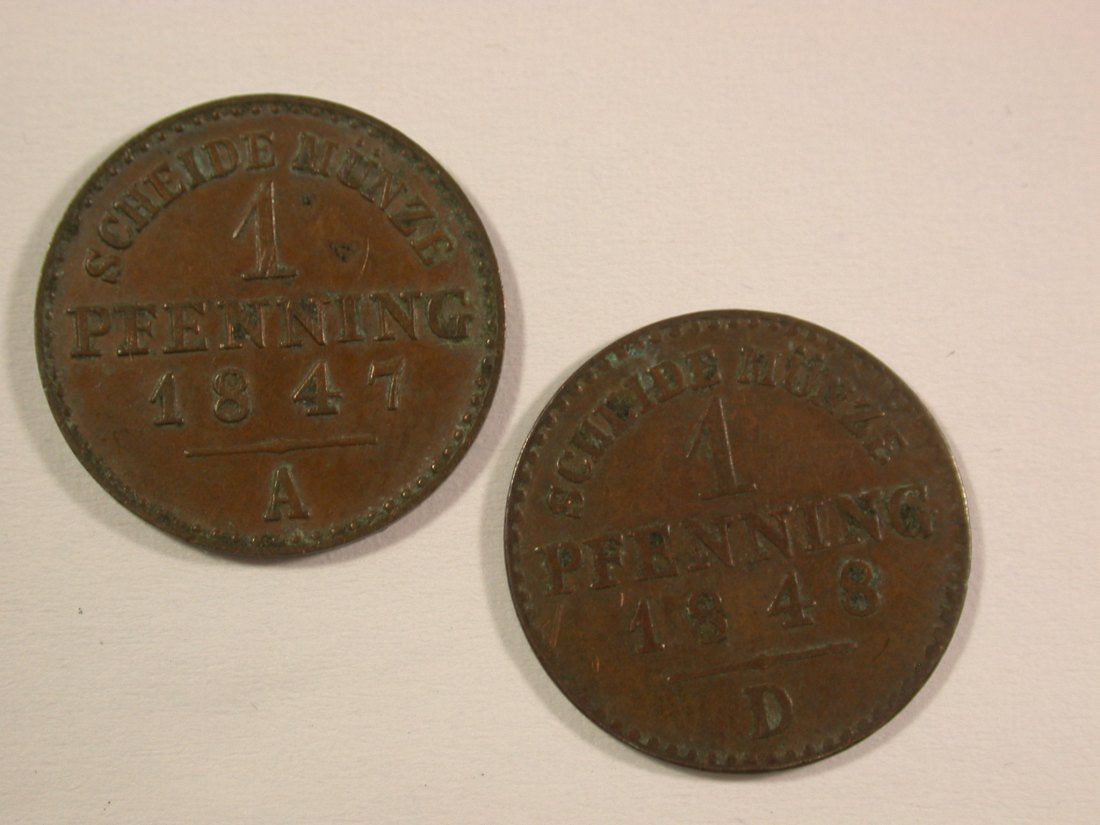 SCHEIDE MÜNZE
1
PFENNING
1847
A
SCHEIDE MÜNZE
1
PFENNING
1848
D